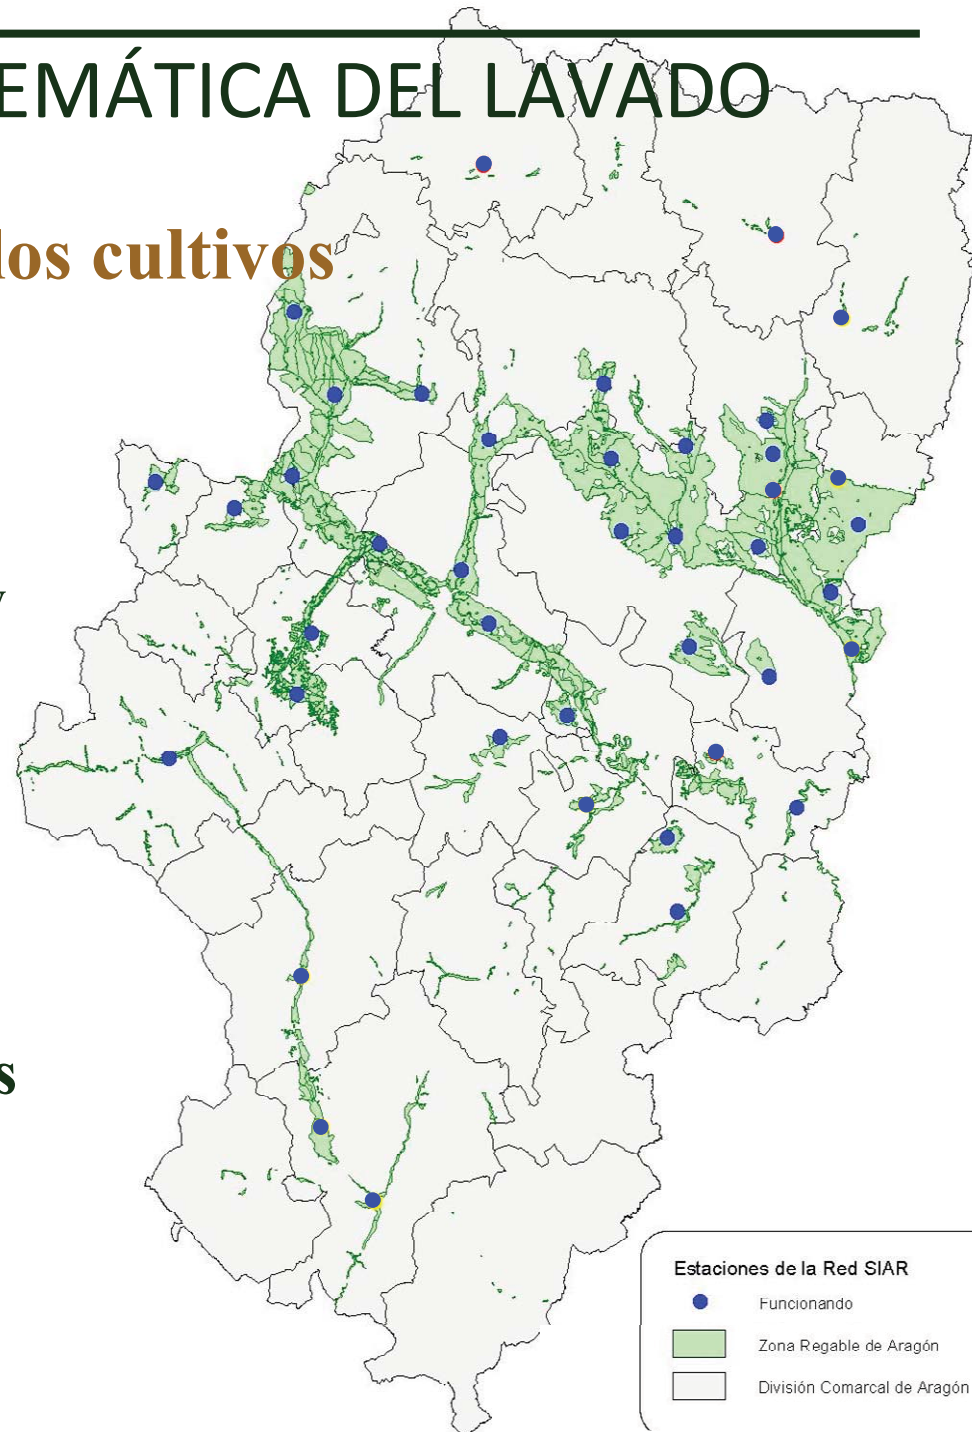 EMÁTICA DEL LAVADO
los cultivos
y
s
Estaciones de la Red SIAR
Funcionando
Zona Regable de Aragón
División Comarcal de Aragón